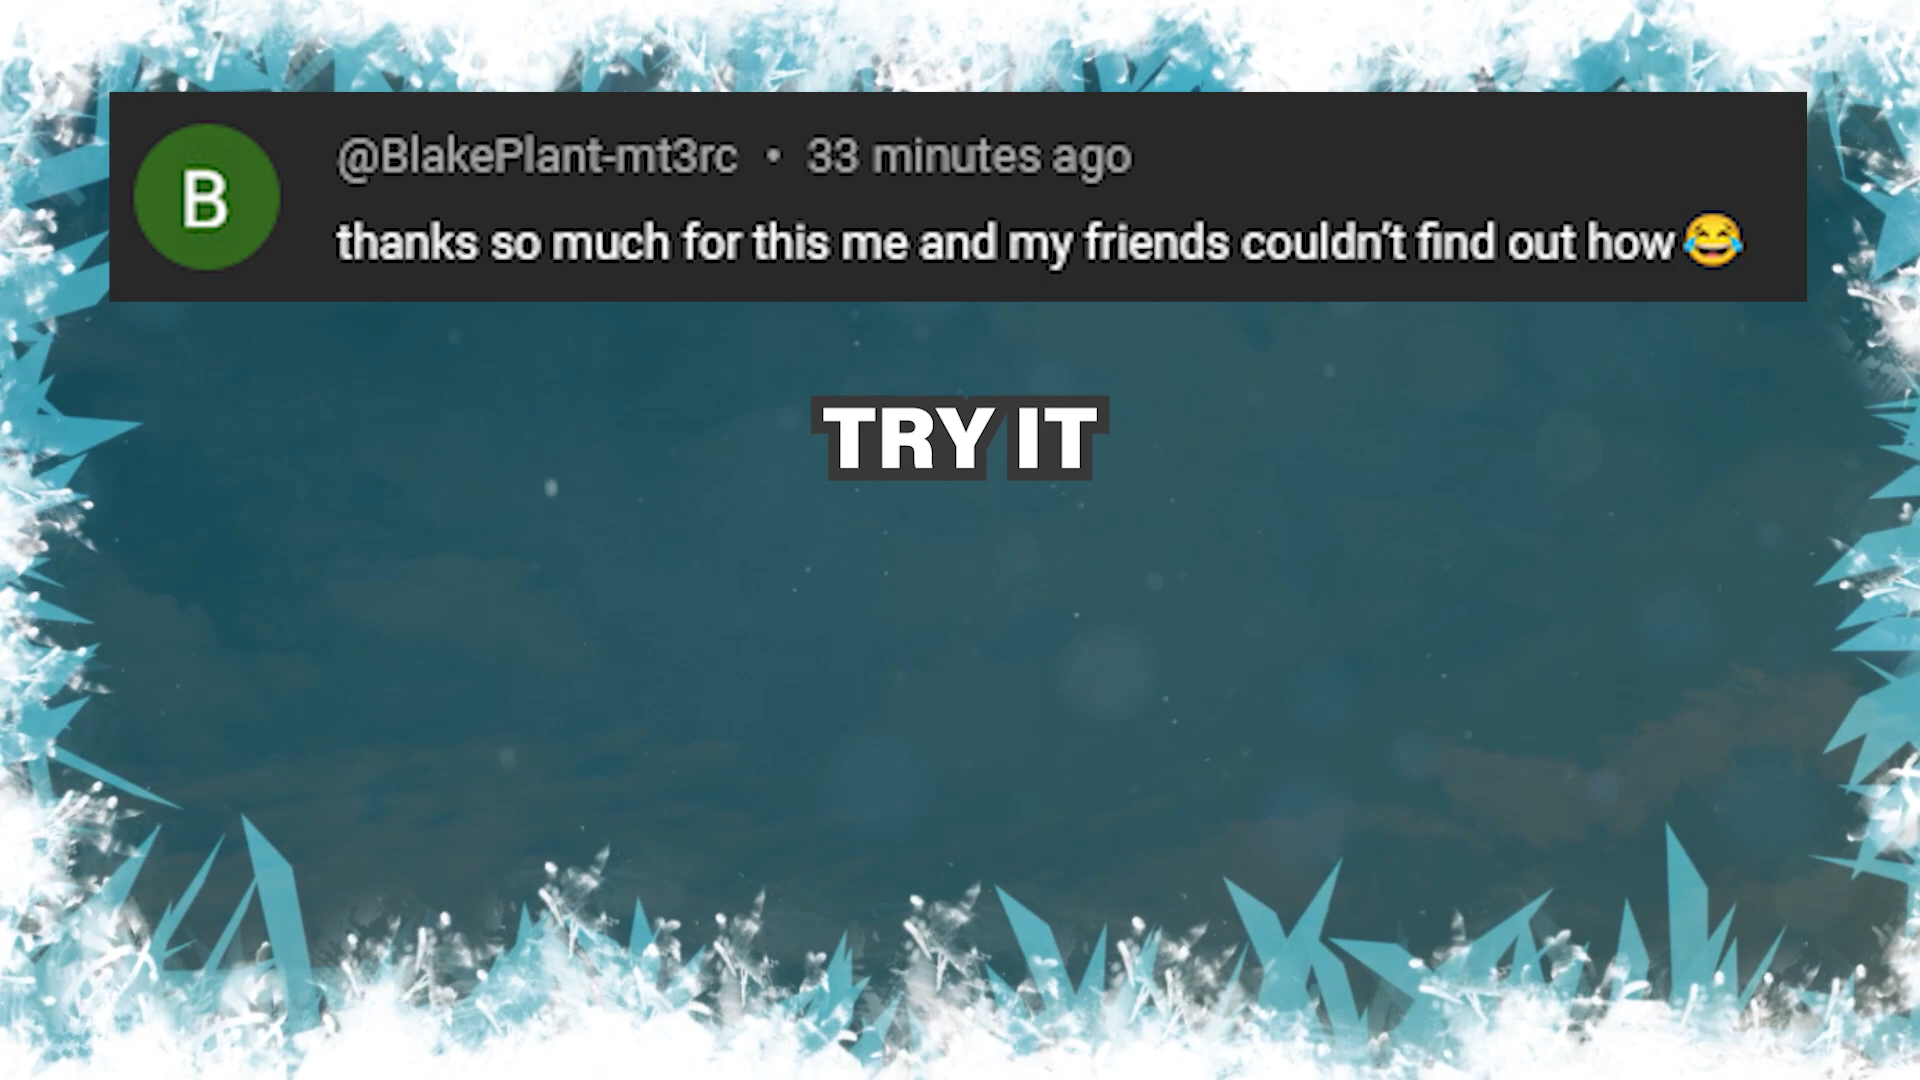 B
@BlakePlant-mt3rc • 33 minutes ago
thanks so much for this me and my friends couldn't find out how 😂
TRY IT